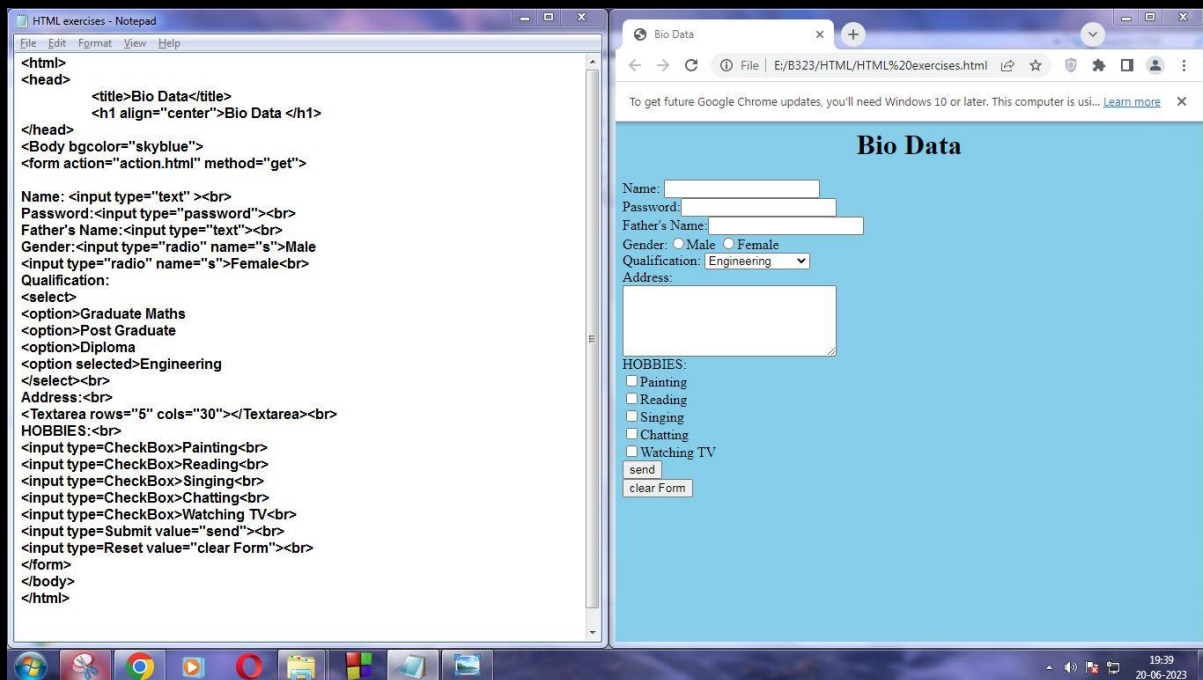 HTML exercises - Notepad
File Edit Format View Help
<html>
<head>
<title>Bio Data</title>
<h1 align="center">Bio Data </h1>
</head>
<Body bgcolor="skyblue">
<form action="action.html" method="get">
Name: <input type="text" ><br>
Password:<input type="password"><br>
Father's Name:<input type="text"><br>
Gender:<input type="radio" name="s">Male
<input type="radio" name="s">Female<br>
Qualification:
<select>
<option>Graduate Maths
<option>Post Graduate
<option>Diploma
<option selected>Engineering
</select><br>
Address:<br>
<Textarea rows="5" cols="30"></Textarea><br>
HOBBIES:<br>
<input type=CheckBox>Painting<br>
<input type=CheckBox>Reading<br>
<input type=CheckBox>Singing<br>
<input type=CheckBox>Chatting<br>
<input type=CheckBox>Watching TV<br>
<input type=Submit value="send"><br>
<input type=Reset value="clear Form"><br>
</form>
</body>
</html>
Bio Data
File | E:/B323/HTML/HTML%20exercises.html
To get future Google Chrome updates, you'll need Windows 10 or later. This computer is usi... Learn more
Bio Data
Name:
Password:
Father's Name:
Gender: Male Female
Qualification: Engineering
Address:
HOBBIES:
Painting
Reading
Singing
Chatting
Watching TV
send
clear Form
19:39
20-06-2023